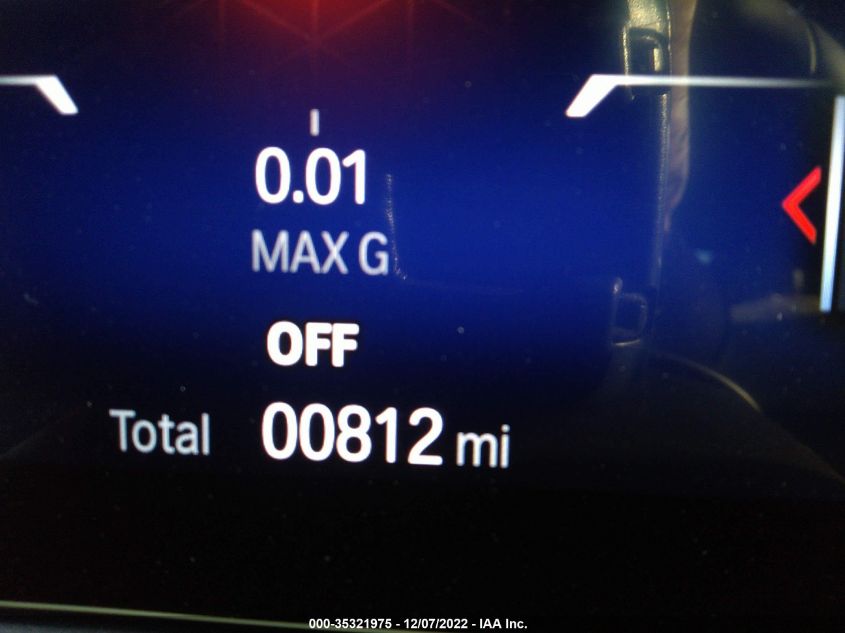 0.01
MAX G
OFF
Total 00812 mi
000-35321975 - 12/07/2022 - IAA Inc.